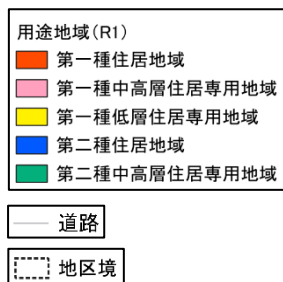 用途地域(R1)
第一種住居地域
第一種中高層住居専用地域
第一種低層住居専用地域
第二種住居地域
第二種中高層住居専用地域
道路
地区境